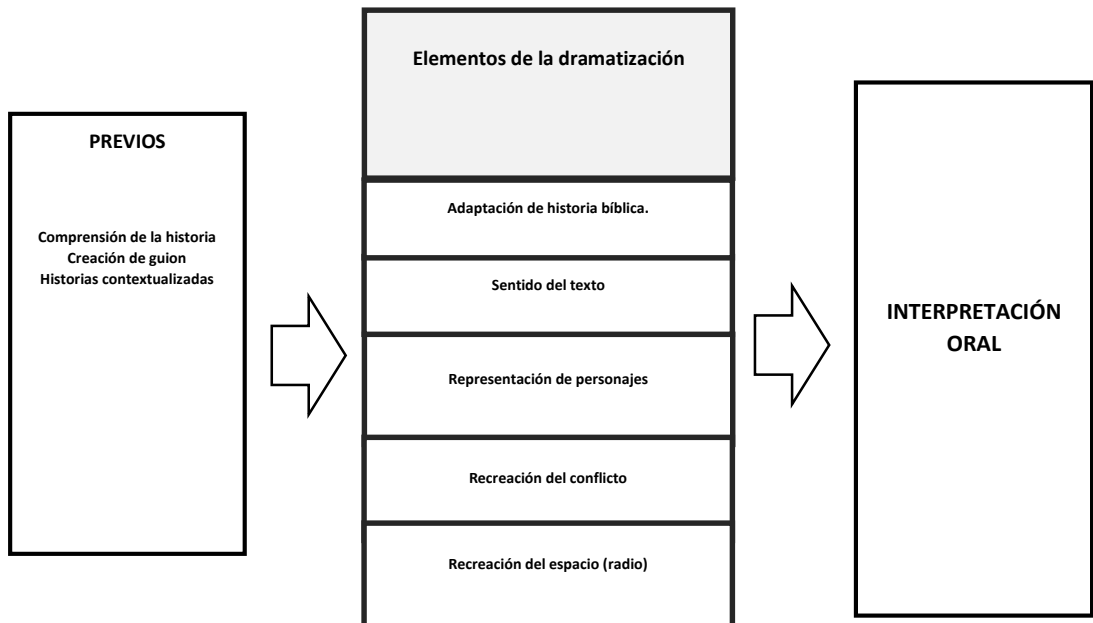 PREVIOS
Comprensión de la historia
Creación de guion
Historias contextualizadas
Elementos de la dramatización
Adaptación de historia bíblica.
Sentido del texto
Representación de personajes
Recreación del conflicto
Recreación del espacio (radio)
INTERPRETACIÓN
ORAL